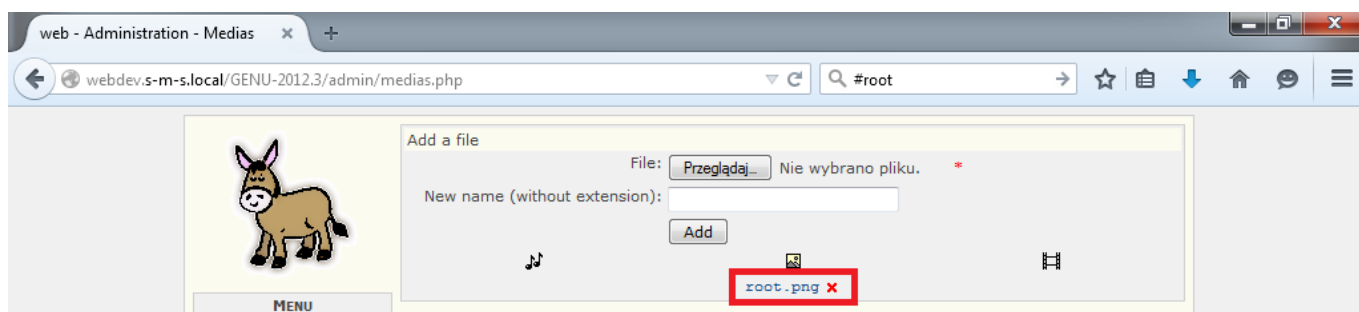 web - Administration - Medias
webdev.s-m-s.local/GENU-2012.3/admin/medias.php
#root
Add a file
File: Przeglądaj... Nie wybrano pliku. *
New name (without extension):
Add
root.png
MENU